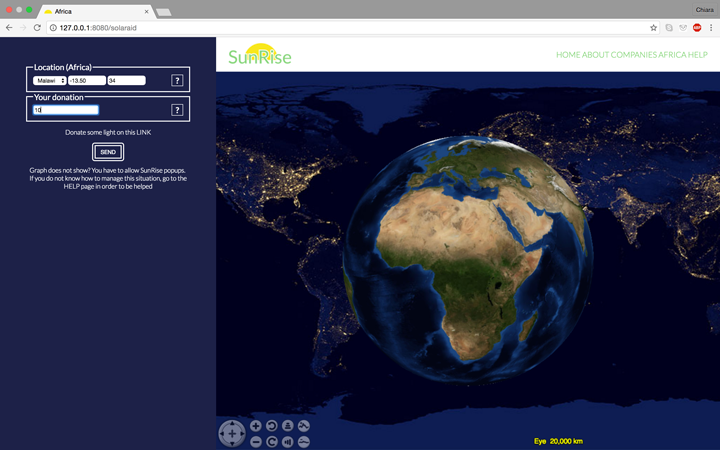 Africa
Chiara
127.0.0.1:8080/solaraid
ABP
SunRise
HOME ABOUT COMPANIES AFRICA HELP
Location (Africa)
Malawi -13.50 34 ?
Your donation
10 ?
Donate some light on this LINK
SEND
Graph does not show? You have to allow SunRise popups.
If you do not know how to manage this situation, go to the
HELP page in order to be helped
Eye 20,000 km